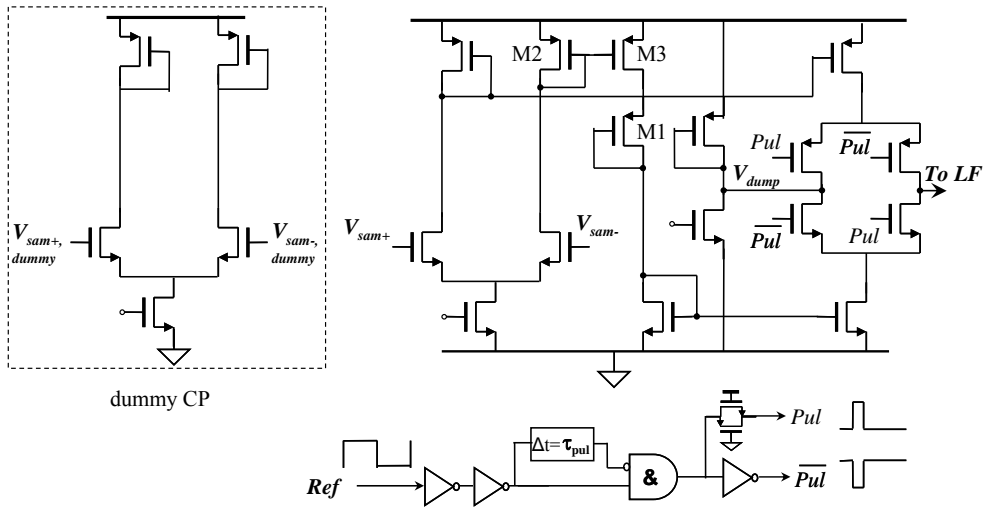 M2
M3
M1
Pul
Pul
To LF
V_dump
V_sam+, dummy
V_sam-, dummy
V_sam+
V_sam-
Pul
Pul
dummy CP
Δt=τ_pul
Pul
Ref
&
Pul